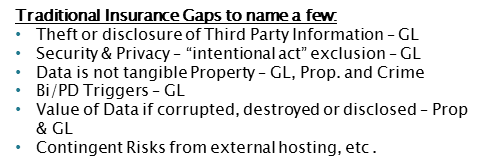 Traditional Insurance Gaps to name a few:
• Theft or disclosure of Third Party Information – GL
• Security & Privacy – “intentional act” exclusion – GL
• Data is not tangible Property – GL, Prop. and Crime
• Bi/PD Triggers – GL
• Value of Data if corrupted, destroyed or disclosed – Prop
& GL
• Contingent Risks from external hosting, etc .